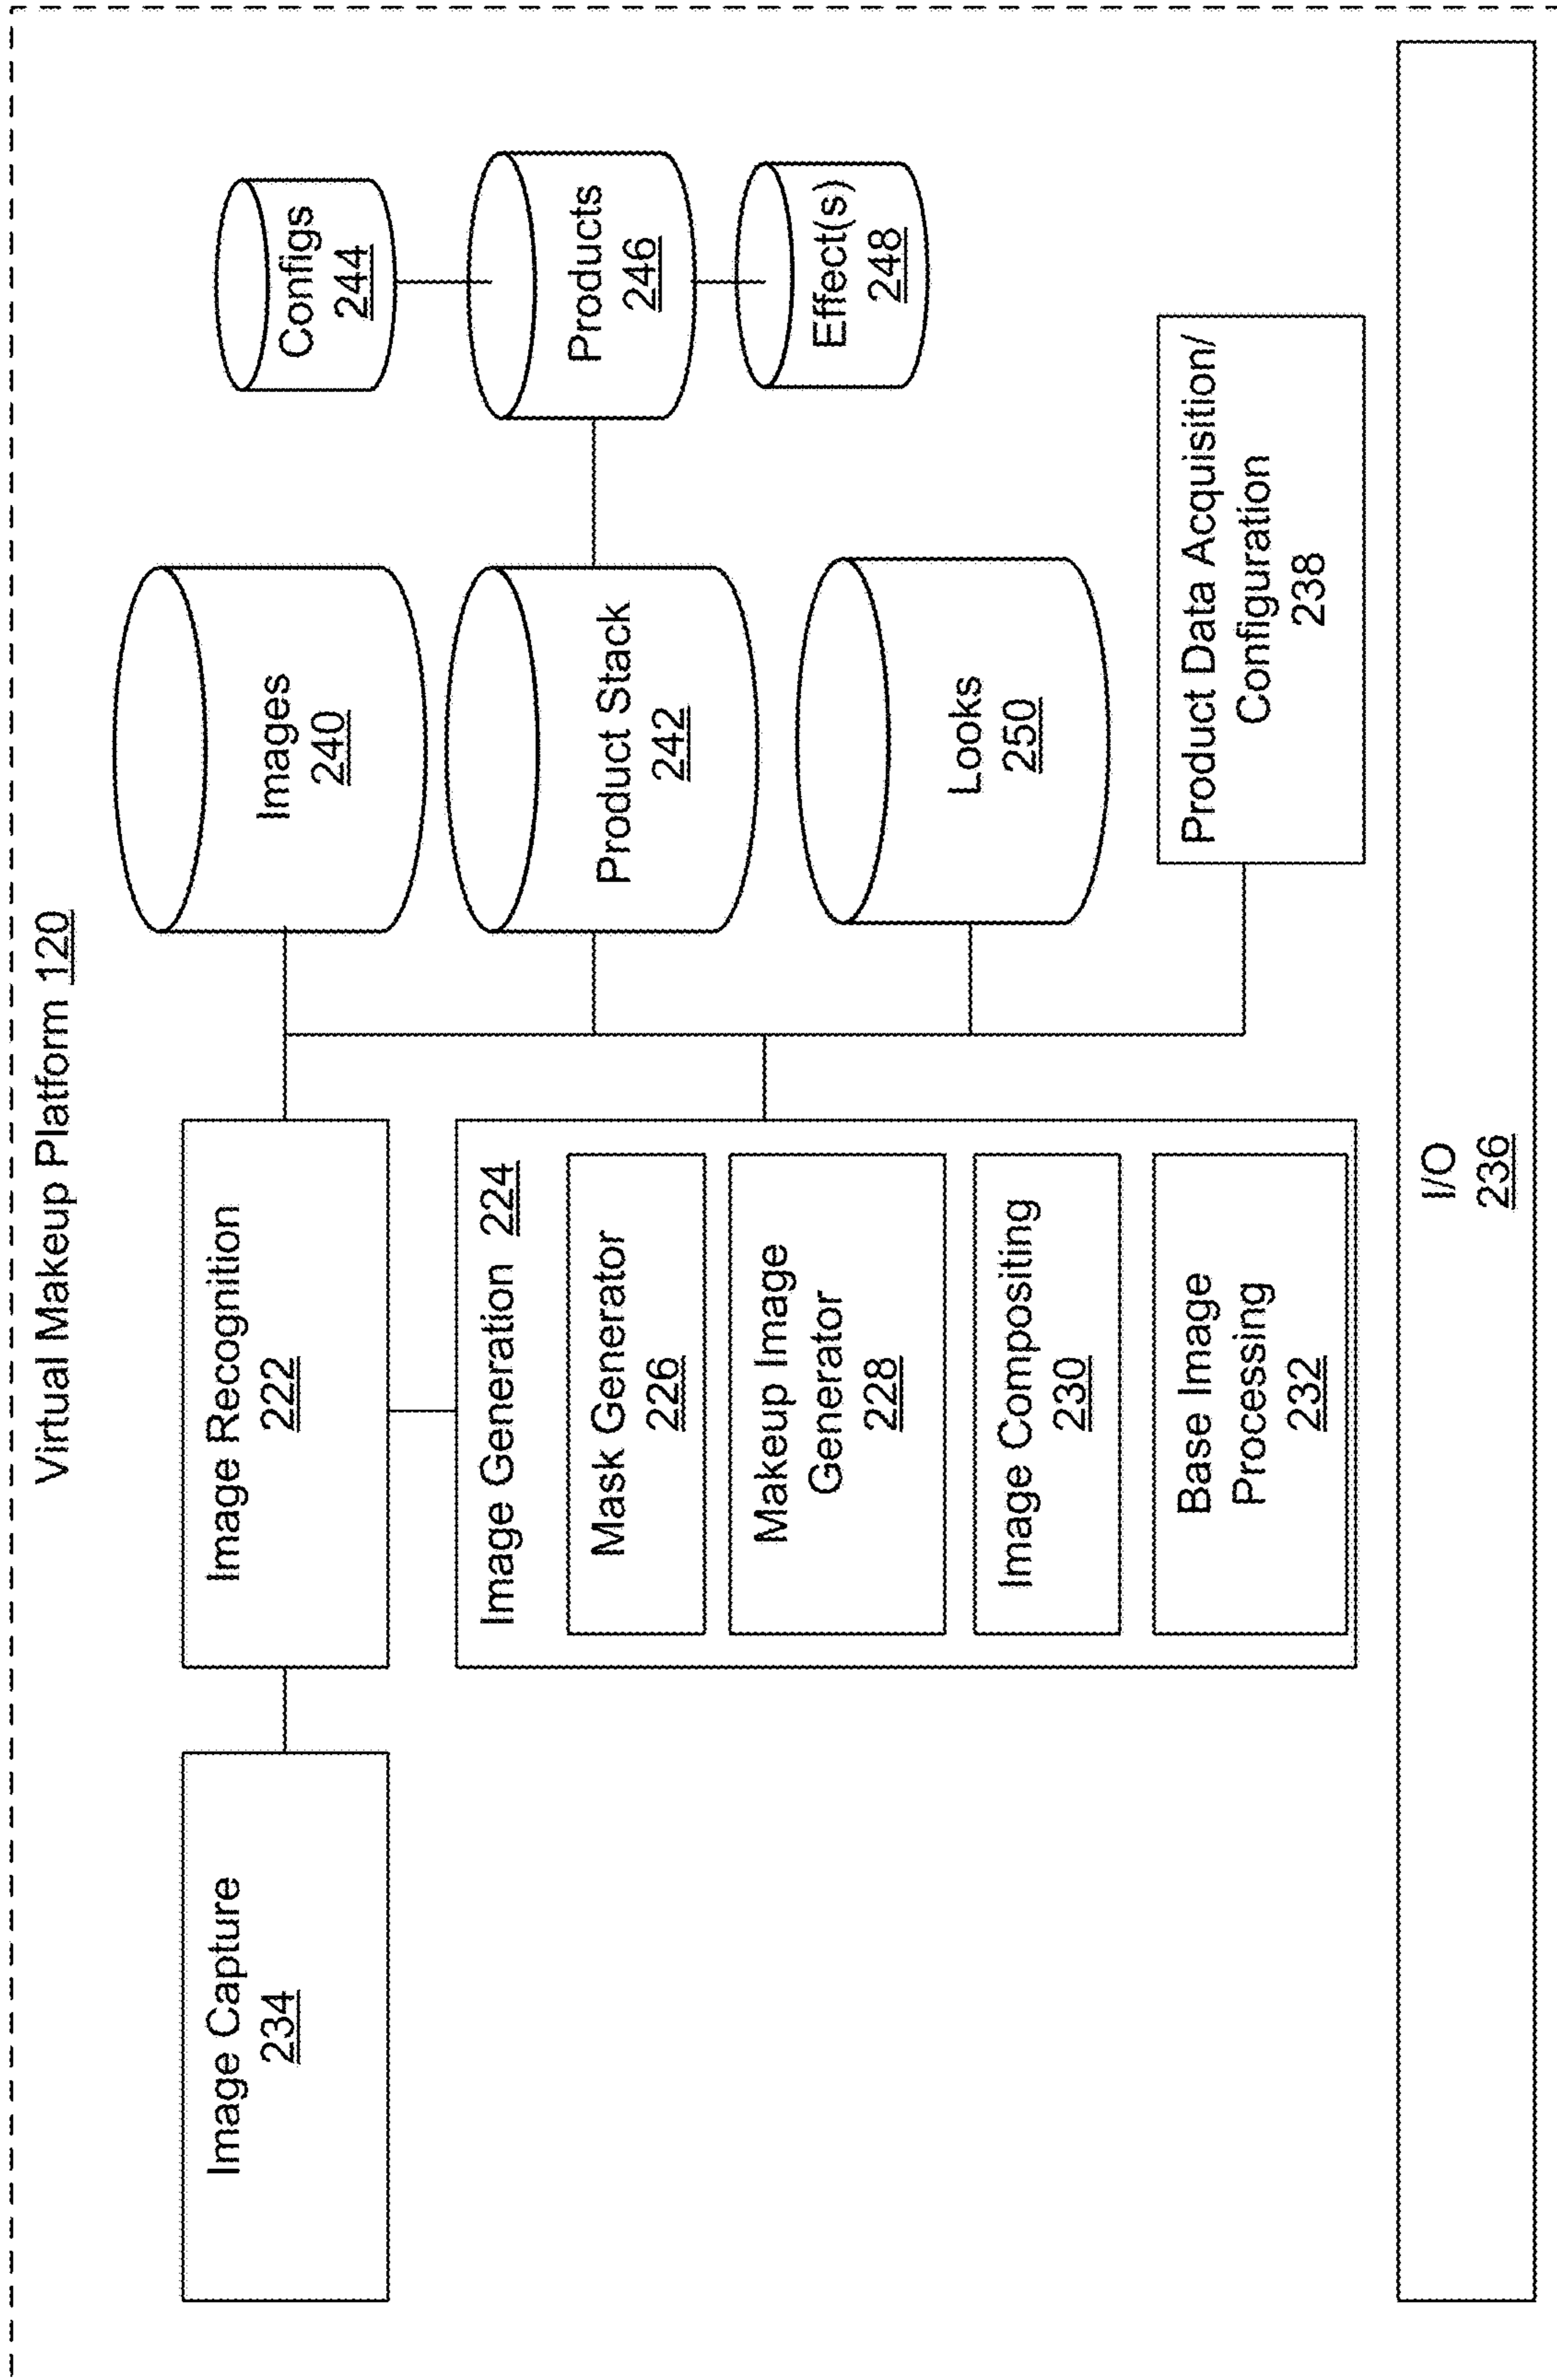 Virtual Makeup Platform 120
Image Capture
234
Image Recognition
222
Image Generation 224
Mask Generator
226
Makeup Image
Generator
228
Image Compositing
230
Base Image
Processing
232
Images
240
Product Stack
242
Looks
250
Configs
244
Products
246
Effect(s)
248
Product Data Acquisition/
Configuration
238
I/O
236